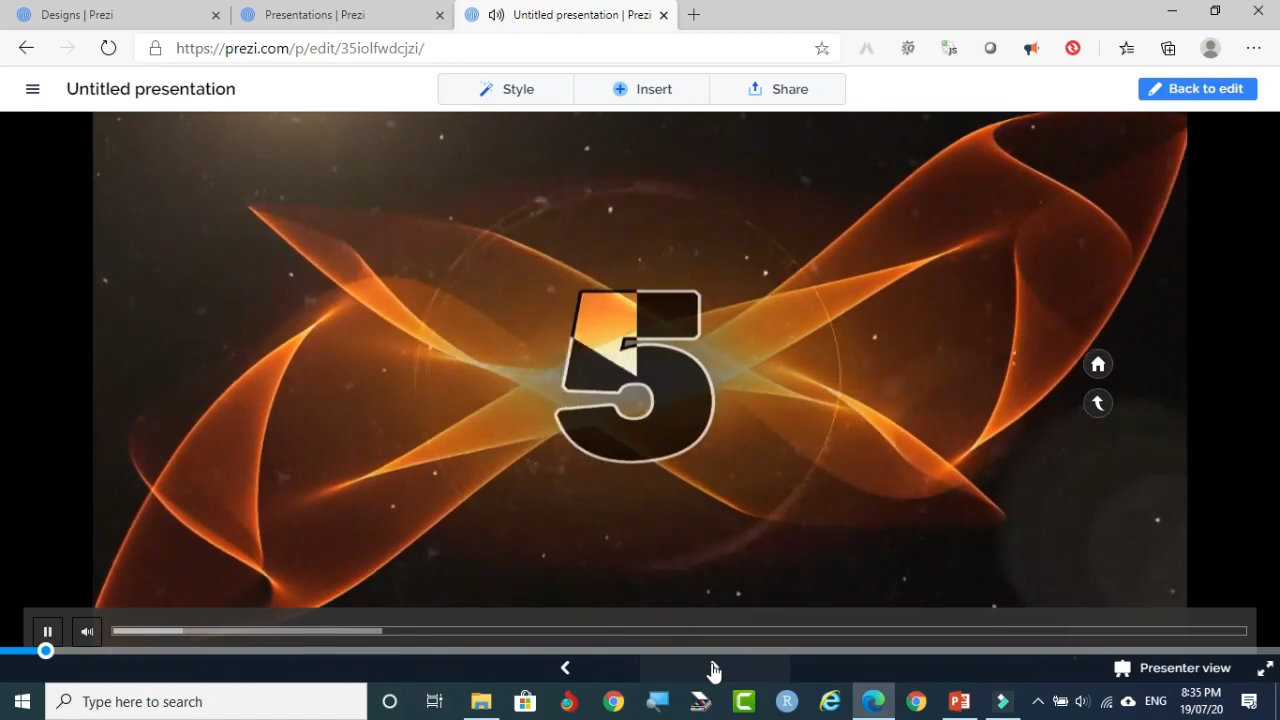 Designs | Prezi
Presentations | Prezi
Untitled presentation | Prezi
https://prezi.com/p/edit/35iolfwdcjzi/
js
Untitled presentation
Style
Insert
Share
Back to edit
5
Presenter view
Type here to search
R
ENG
8:35 PM
19/07/20